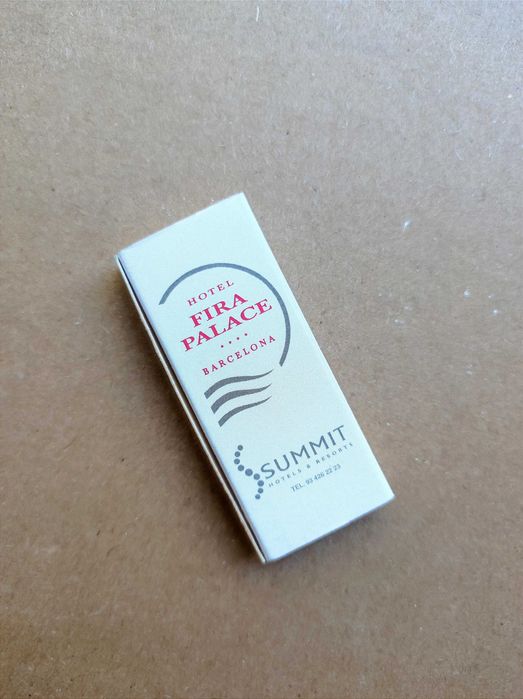 HOTEL
FIRA
PALACE
BARCELONA
SUMMIT
HOTELS & RESORTS
TEL. 93 426 22 23